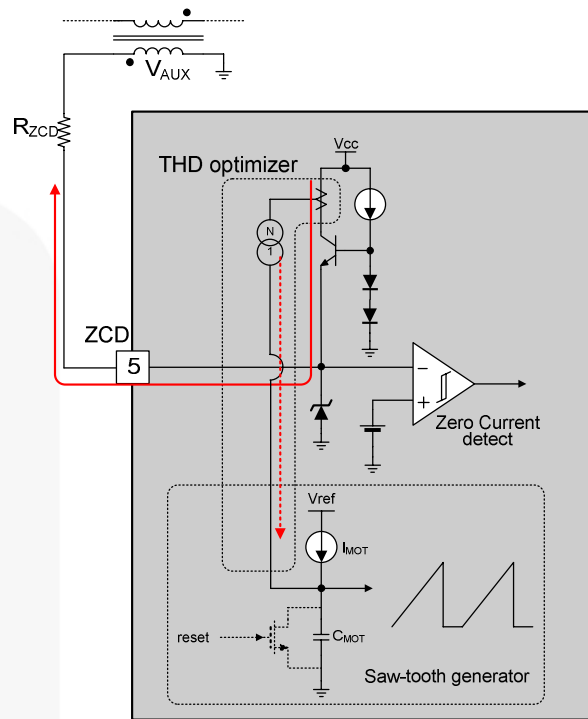 VAUX
RZCD
THD optimizer
Vcc
N
1
ZCD
5
−
+
Zero Current
detect
Vref
IMOT
reset
CMOT
Saw-tooth generator